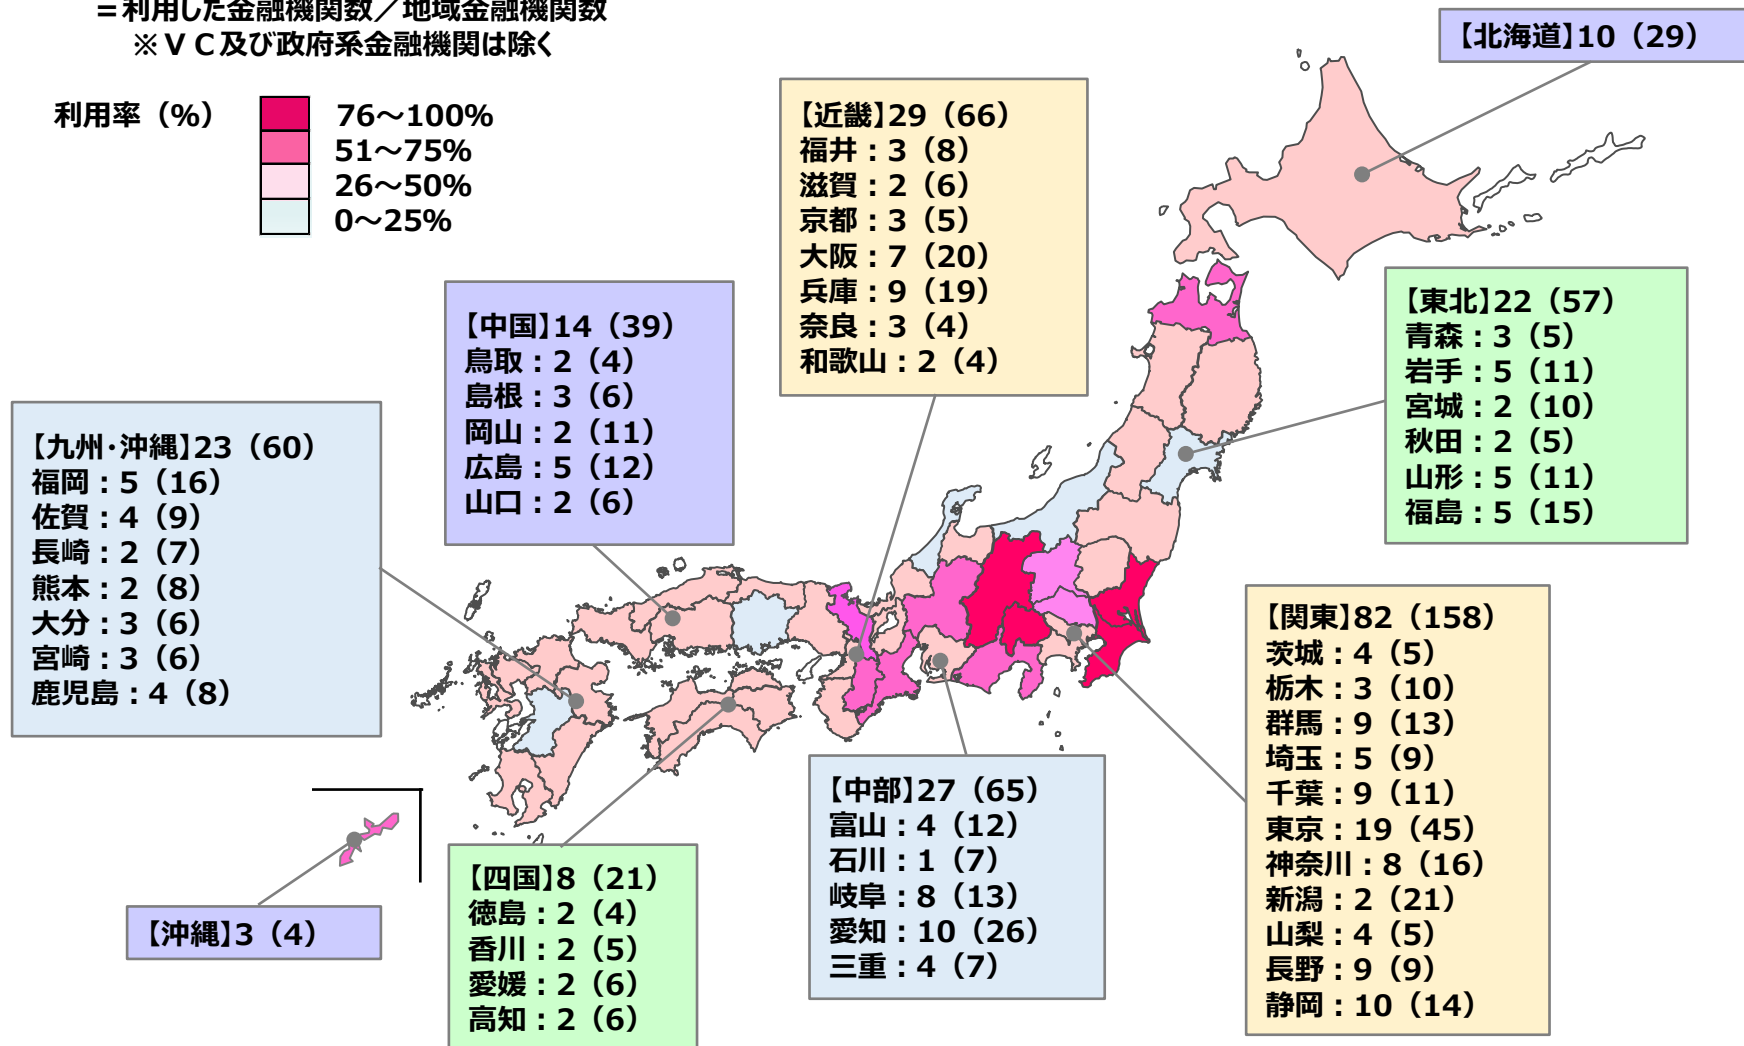 ＝利用した金融機関数／地域金融機関数
※ＶＣ及び政府系金融機関は除く
利用率（%）
76～100%
51～75%
26～50%
0～25%
【北海道】10（29）
【近畿】29（66）
福井：3（8）
滋賀：2（6）
京都：3（5）
大阪：7（20）
兵庫：9（19）
奈良：3（4）
和歌山：2（4）
【東北】22（57）
青森：3（5）
岩手：5（11）
宮城：2（10）
秋田：2（5）
山形：5（11）
福島：5（15）
【中国】14（39）
鳥取：2（4）
島根：3（6）
岡山：2（11）
広島：5（12）
山口：2（6）
【九州・沖縄】23（60）
福岡：5（16）
佐賀：4（9）
長崎：2（7）
熊本：2（8）
大分：3（6）
宮崎：3（6）
鹿児島：4（8）
【関東】82（158）
茨城：4（5）
栃木：3（10）
群馬：9（13）
埼玉：5（9）
千葉：9（11）
東京：19（45）
神奈川：8（16）
新潟：2（21）
山梨：4（5）
長野：9（9）
静岡：10（14）
【中部】27（65）
富山：4（12）
石川：1（7）
岐阜：8（13）
愛知：10（26）
三重：4（7）
【四国】8（21）
徳島：2（4）
香川：2（5）
愛媛：2（6）
高知：2（6）
【沖縄】3（4）